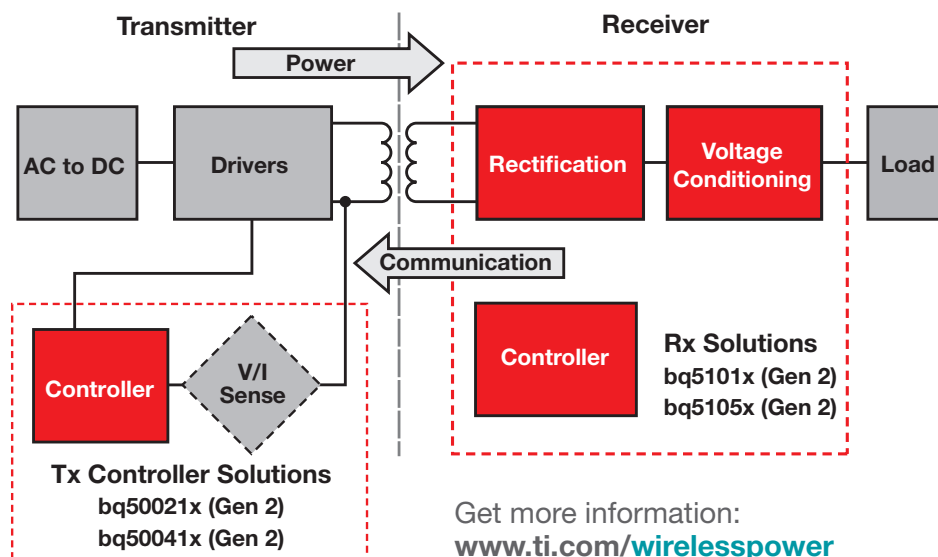 Transmitter
Receiver
Power
AC to DC
Drivers
Rectification
Voltage
Conditioning
Load
Communication
Controller
V/I
Sense
Controller
Rx Solutions
bq5101x (Gen 2)
bq5105x (Gen 2)
Tx Controller Solutions
bq50021x (Gen 2)
bq50041x (Gen 2)
Get more information:
www.ti.com/wirelesspower